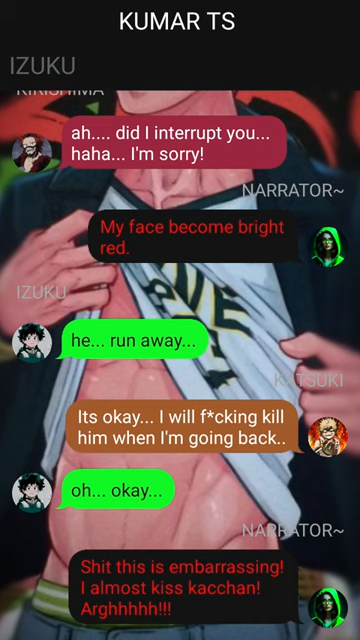 KUMAR TS
IZUKU
KIRISHIMA
ah.... did I interrupt you...
haha... I'm sorry!
NARRATOR~
My face become bright
red.
IZUKU
he... run away...
KATSUKI
Its okay... I will f*cking kill
him when I'm going back..
oh... okay...
NARRATOR~
Shit this is embarrassing!
I almost kiss kacchan!
Arghhhhh!!!